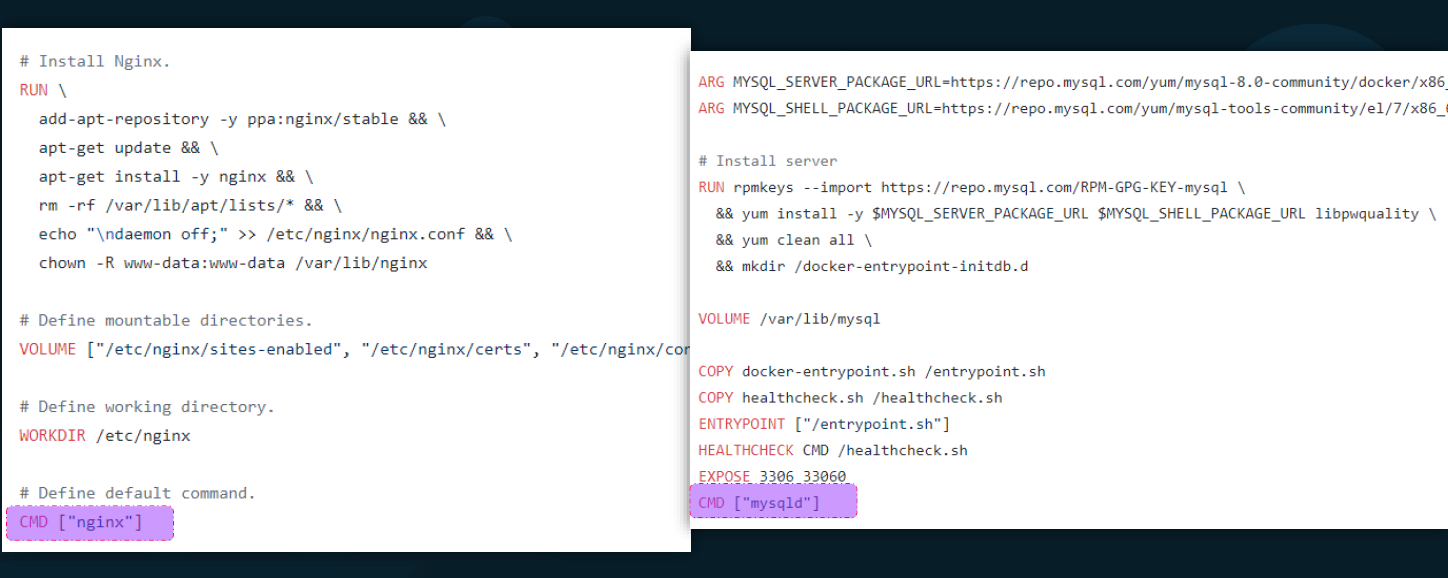 # Install Nginx.
RUN \
  add-apt-repository -y ppa:nginx/stable && \
  apt-get update && \
  apt-get install -y nginx && \
  rm -rf /var/lib/apt/lists/* && \
  echo "\ndaemon off;" >> /etc/nginx/nginx.conf && \
  chown -R www-data:www-data /var/lib/nginx
# Define mountable directories.
VOLUME ["/etc/nginx/sites-enabled", "/etc/nginx/certs", "/etc/nginx/con
# Define working directory.
WORKDIR /etc/nginx
# Define default command.
CMD ["nginx"]
ARG MYSQL_SERVER_PACKAGE_URL=https://repo.mysql.com/yum/mysql-8.0-community/docker/x86_
ARG MYSQL_SHELL_PACKAGE_URL=https://repo.mysql.com/yum/mysql-tools-community/el/7/x86_
# Install server
RUN rpmkeys --import https://repo.mysql.com/RPM-GPG-KEY-mysql \
  && yum install -y $MYSQL_SERVER_PACKAGE_URL $MYSQL_SHELL_PACKAGE_URL libpwquality \
  && yum clean all \
  && mkdir /docker-entrypoint-initdb.d
VOLUME /var/lib/mysql
COPY docker-entrypoint.sh /entrypoint.sh
COPY healthcheck.sh /healthcheck.sh
ENTRYPOINT ["/entrypoint.sh"]
HEALTHCHECK CMD /healthcheck.sh
EXPOSE 3306 33060
CMD ["mysqld"]